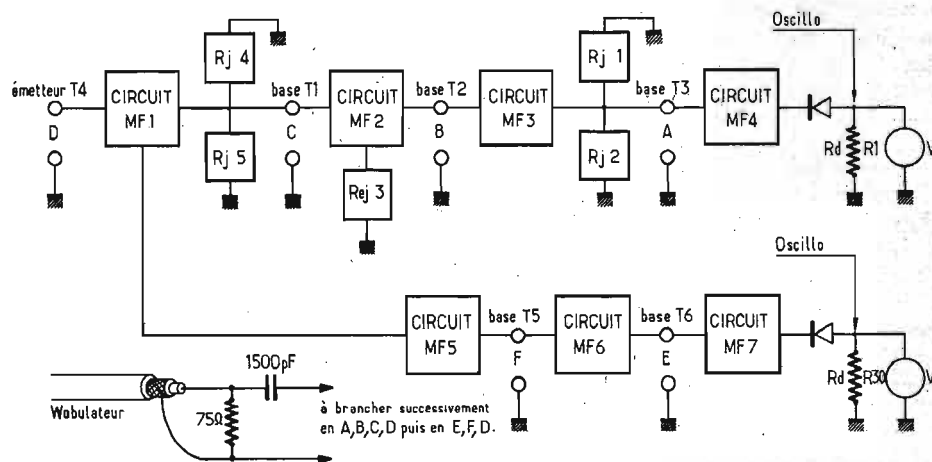 Oscillo
Rj 4
Rj 1
émetteur T4
CIRCUIT
MF1
base T1
CIRCUIT
MF2
base T2
CIRCUIT
MF3
base T3
CIRCUIT
MF4
D
C
B
A
Rd
R1
V
Rj 5
Rej 3
Rj 2
Oscillo
CIRCUIT
MF5
base T5
CIRCUIT
MF6
base T6
CIRCUIT
MF7
F
E
Rd
R30
V
1500pF
Wobulateur
75Ω
à brancher successivement
en A,B,C,D puis en E,F,D.